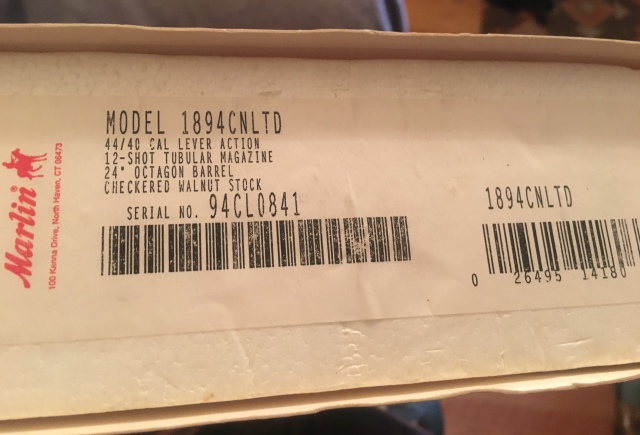 Marlin®
100 Kenna Drive, North Haven, CT 06473
MODEL 1894CNLTD
44/40 CAL LEVER ACTION
12-SHOT TUBULAR MAGAZINE
24" OCTAGON BARREL
CHECKERED WALNUT STOCK
SERIAL NO. 94CL0841
1894CNLTD
0 26495 14180